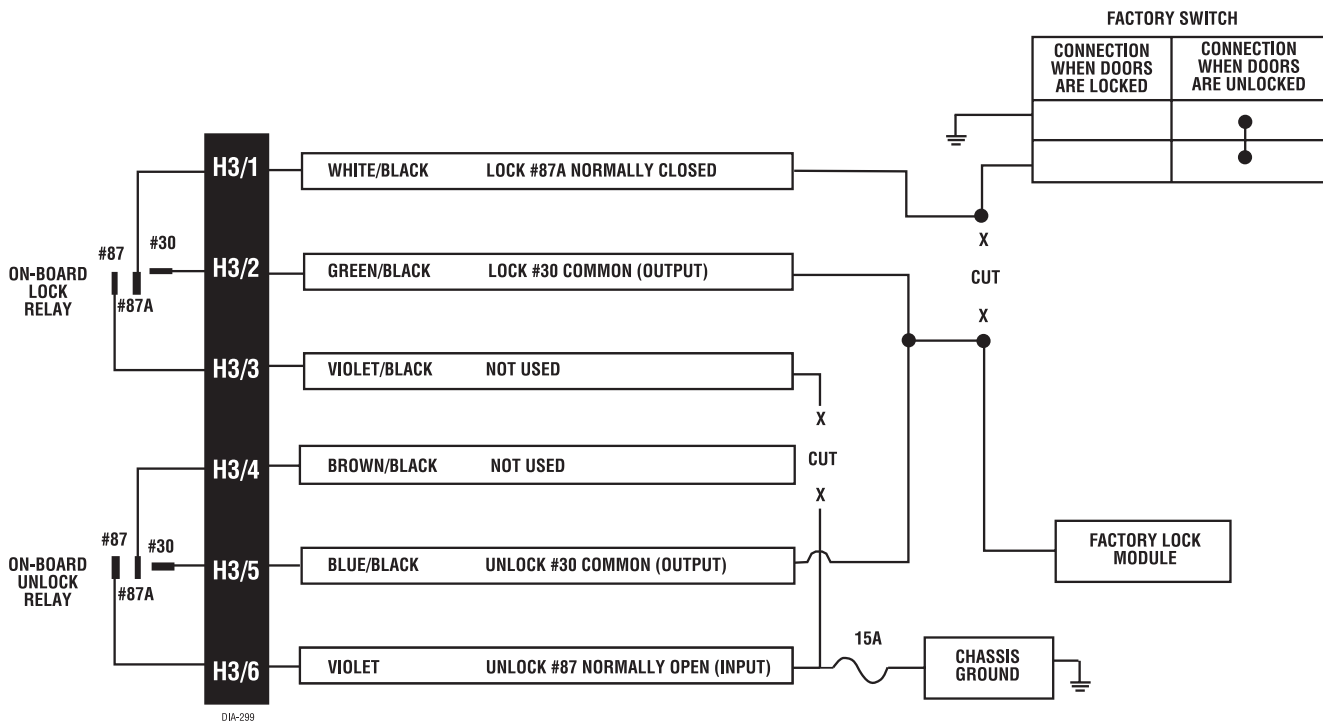 FACTORY SWITCH
CONNECTION
WHEN DOORS
ARE LOCKED
CONNECTION
WHEN DOORS
ARE UNLOCKED
H3/1
WHITE/BLACK LOCK #87A NORMALLY CLOSED
X
CUT
X
#87
#30
#87A
ON-BOARD
LOCK
RELAY
H3/2
GREEN/BLACK LOCK #30 COMMON (OUTPUT)
H3/3
VIOLET/BLACK NOT USED
X
CUT
X
H3/4
BROWN/BLACK NOT USED
#87
#30
#87A
ON-BOARD
UNLOCK
RELAY
H3/5
BLUE/BLACK UNLOCK #30 COMMON (OUTPUT)
FACTORY LOCK
MODULE
H3/6
VIOLET UNLOCK #87 NORMALLY OPEN (INPUT)
15A
CHASSIS
GROUND
DIA-299